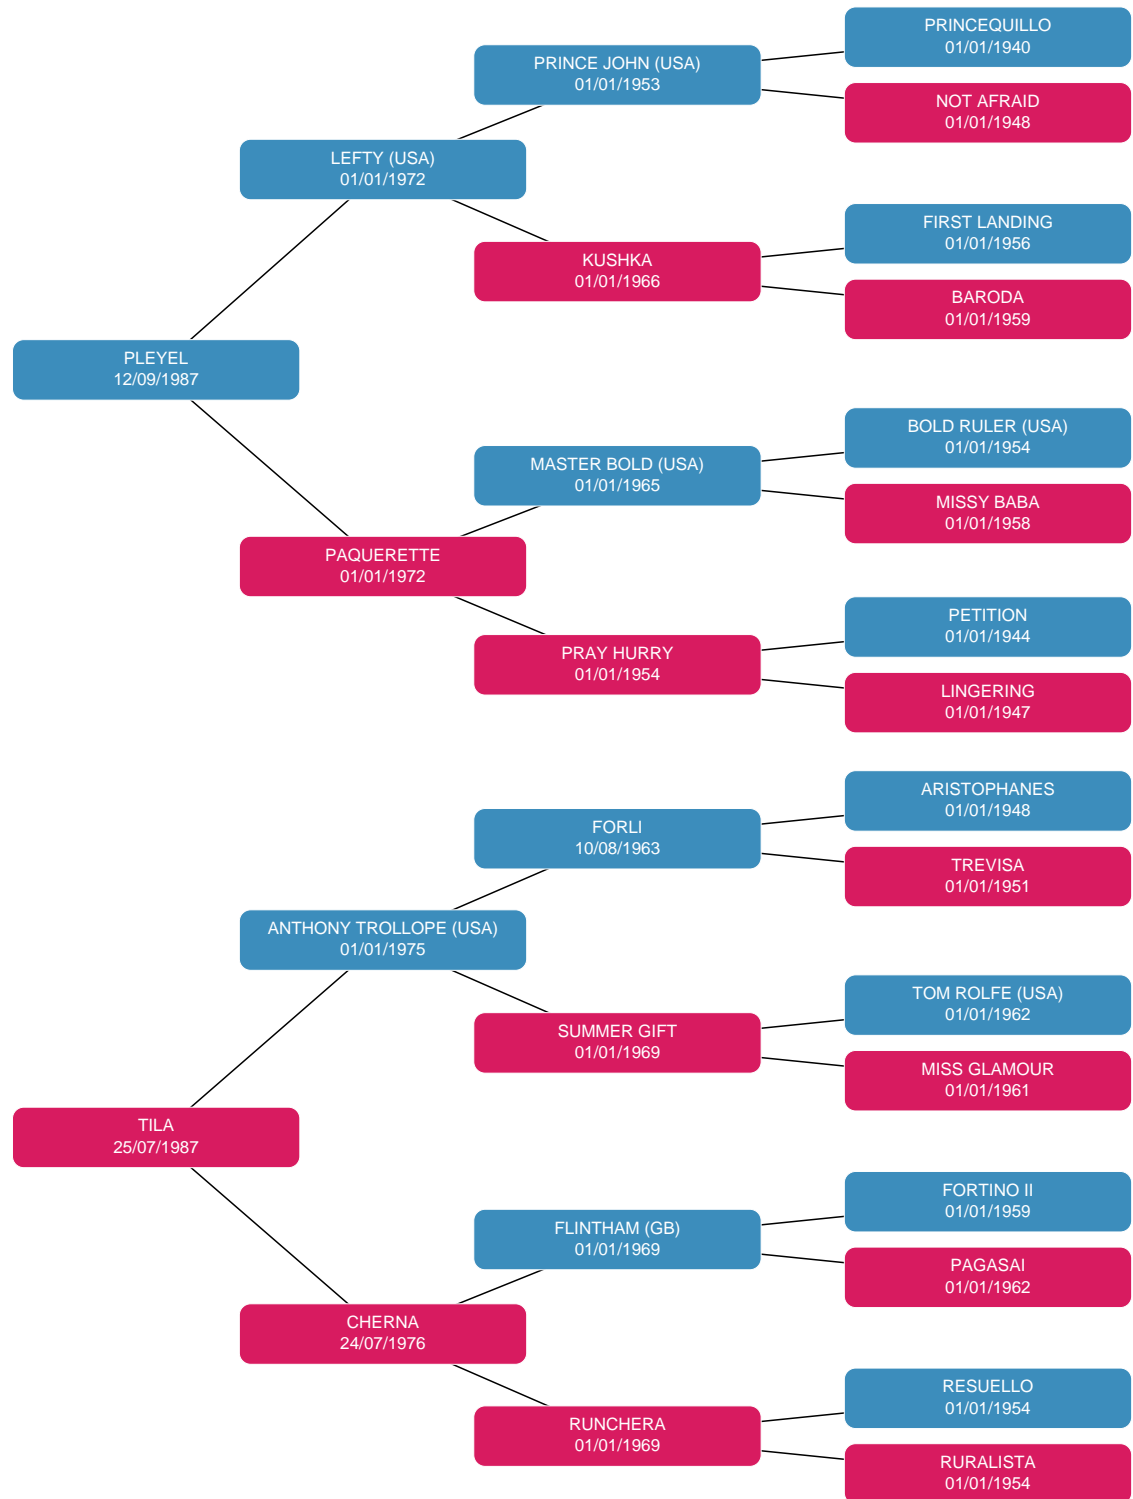 PRINCEQUILLO
01/01/1940
PRINCE JOHN (USA)
01/01/1953
NOT AFRAID
01/01/1948
LEFTY (USA)
01/01/1972
FIRST LANDING
01/01/1956
KUSHKA
01/01/1966
BARODA
01/01/1959
PLEYEL
12/09/1987
BOLD RULER (USA)
01/01/1954
MASTER BOLD (USA)
01/01/1965
MISSY BABA
01/01/1958
PAQUERETTE
01/01/1972
PETITION
01/01/1944
PRAY HURRY
01/01/1954
LINGERING
01/01/1947
ARISTOPHANES
01/01/1948
FORLI
10/08/1963
TREVISA
01/01/1951
ANTHONY TROLLOPE (USA)
01/01/1975
TOM ROLFE (USA)
01/01/1962
SUMMER GIFT
01/01/1969
MISS GLAMOUR
01/01/1961
TILA
25/07/1987
FORTINO II
01/01/1959
FLINTHAM (GB)
01/01/1969
PAGASAI
01/01/1962
CHERNA
24/07/1976
RESUELLO
01/01/1954
RUNCHERA
01/01/1969
RURALISTA
01/01/1954